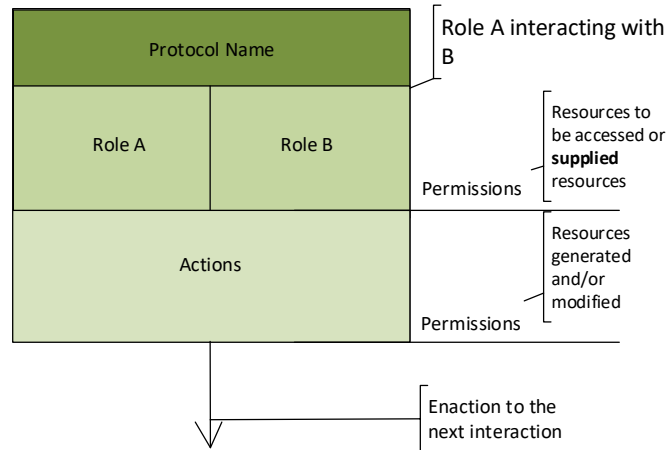 Protocol Name
Role A interacting with
B
Role A
Role B
Resources to
be accessed or
supplied
resources
Permissions
Actions
Resources
generated
and/or
modified
Permissions
Enaction to the
next interaction